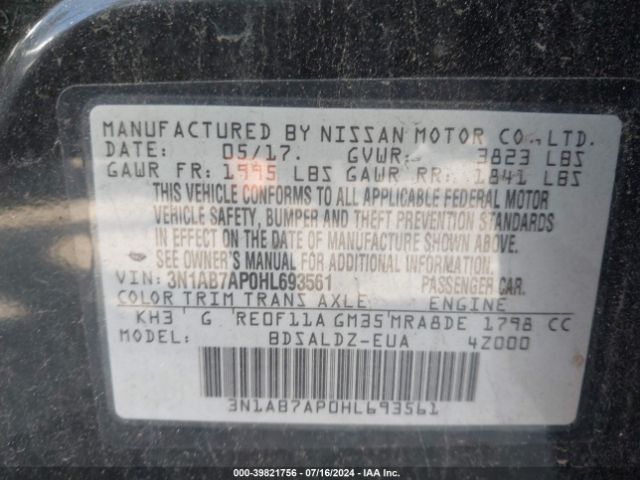 MANUFACTURED BY NISSAN MOTOR CO., LTD.
DATE: 05/17. GVWR: 3823 LBS
GAWR FR: 1995 LBS GAWR RR: 1841 LBS
THIS VEHICLE CONFORMS TO ALL APPLICABLE FEDERAL MOTOR
VEHICLE SAFETY, BUMPER AND THEFT PREVENTION STANDARDS
IN EFFECT ON THE DATE OF MANUFACTURE SHOWN ABOVE.
SEE OWNER'S MANUAL FOR ADDITIONAL INFORMATION.
VIN: 3N1AB7AP0HL693561 PASSENGER CAR.
COLOR TRIM TRANS AXLE ENGINE
KH3 G RE0F11A GM35 MRA8DE 1798 CC
MODEL: BDSALDZ-EUA 4Z000
3N1AB7AP0HL693561
000-39821756 - 07/16/2024 - IAA Inc.